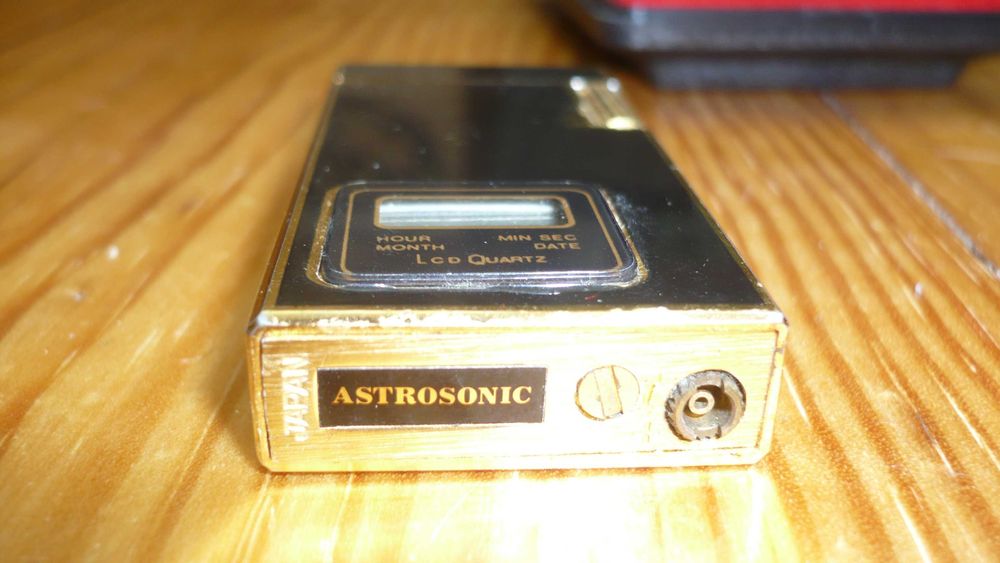 HOUR MIN SEC
MONTH DATE
LCD QUARTZ
JAPAN
ASTROSONIC